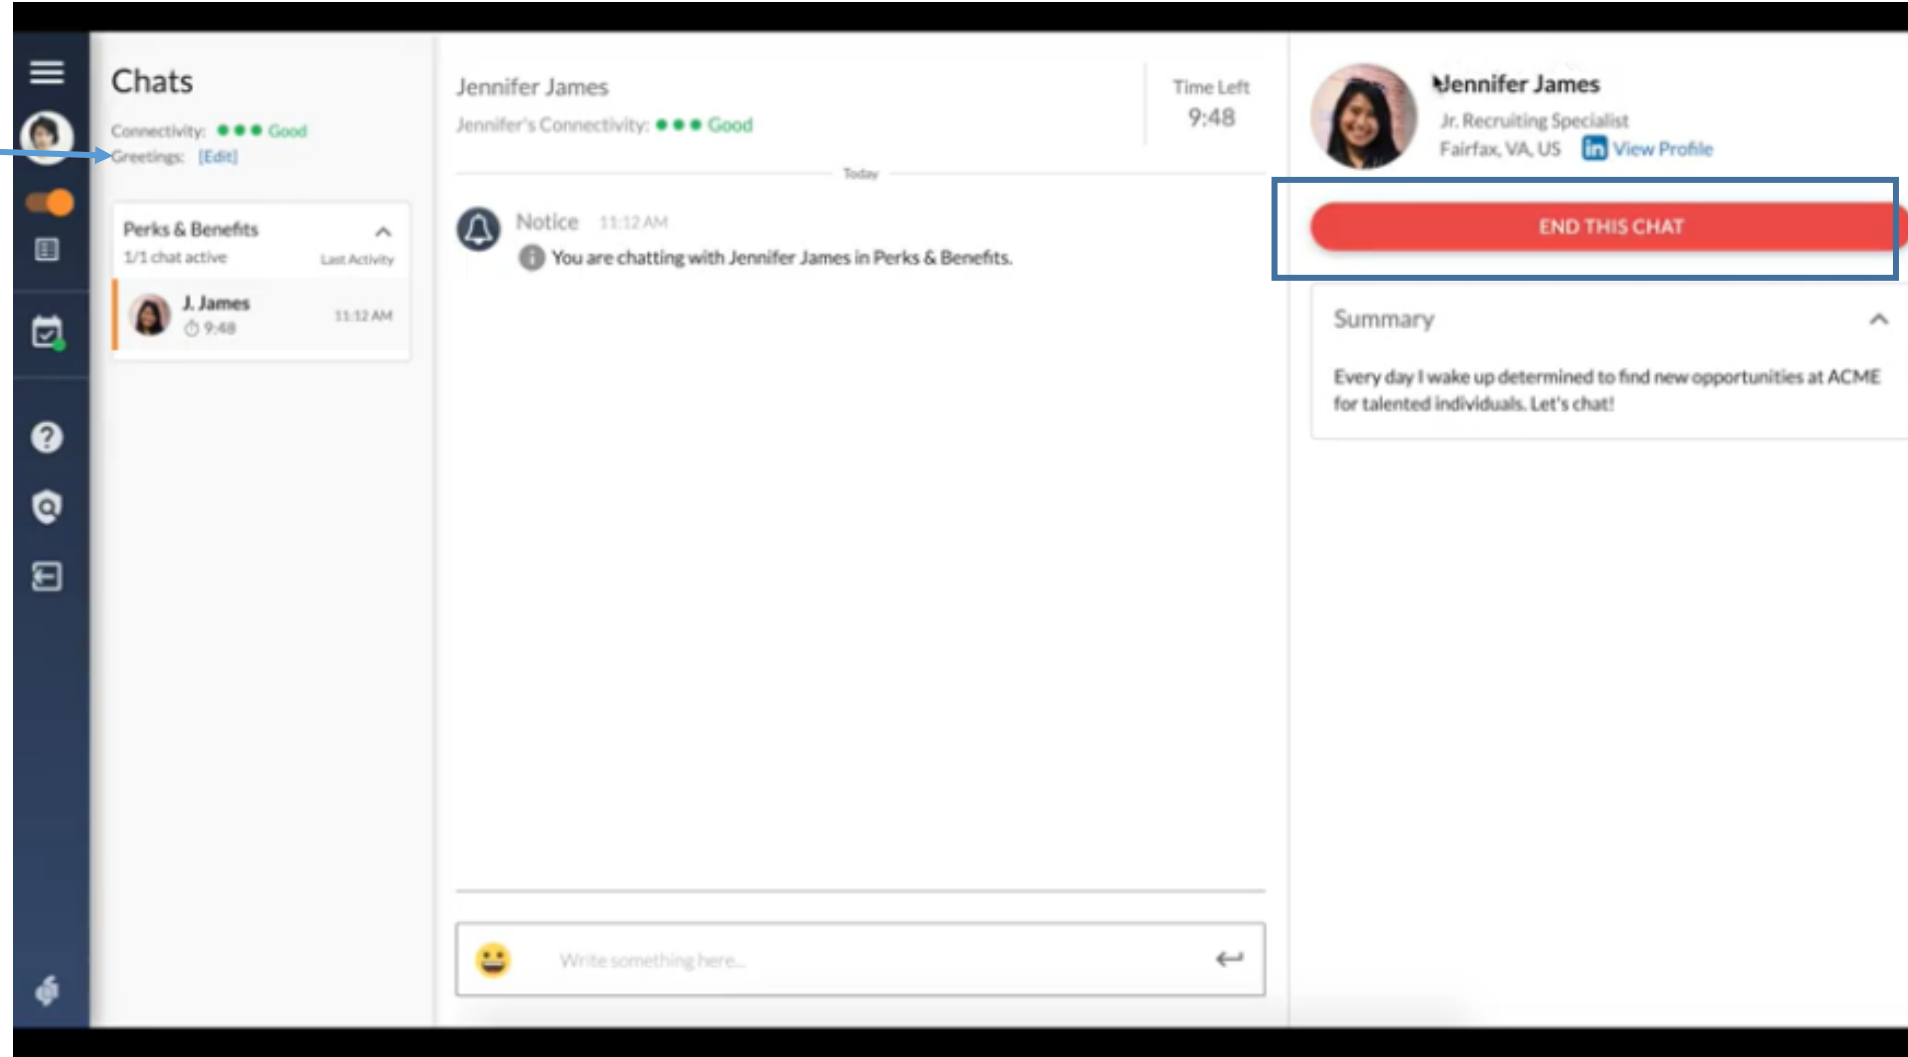 Chats
Connectivity: Good
Greetings: [Edit]
Perks & Benefits
1/1 chat active
Last Activity
J. James
9:48
11:12 AM
Jennifer James
Jennifer's Connectivity: Good
Time Left
9:48
Today
Notice 11:12 AM
You are chatting with Jennifer James in Perks & Benefits.
Write something here...
Jennifer James
Jr. Recruiting Specialist
Fairfax, VA, US in View Profile
END THIS CHAT
Summary
Every day I wake up determined to find new opportunities at ACME
for talented individuals. Let's chat!